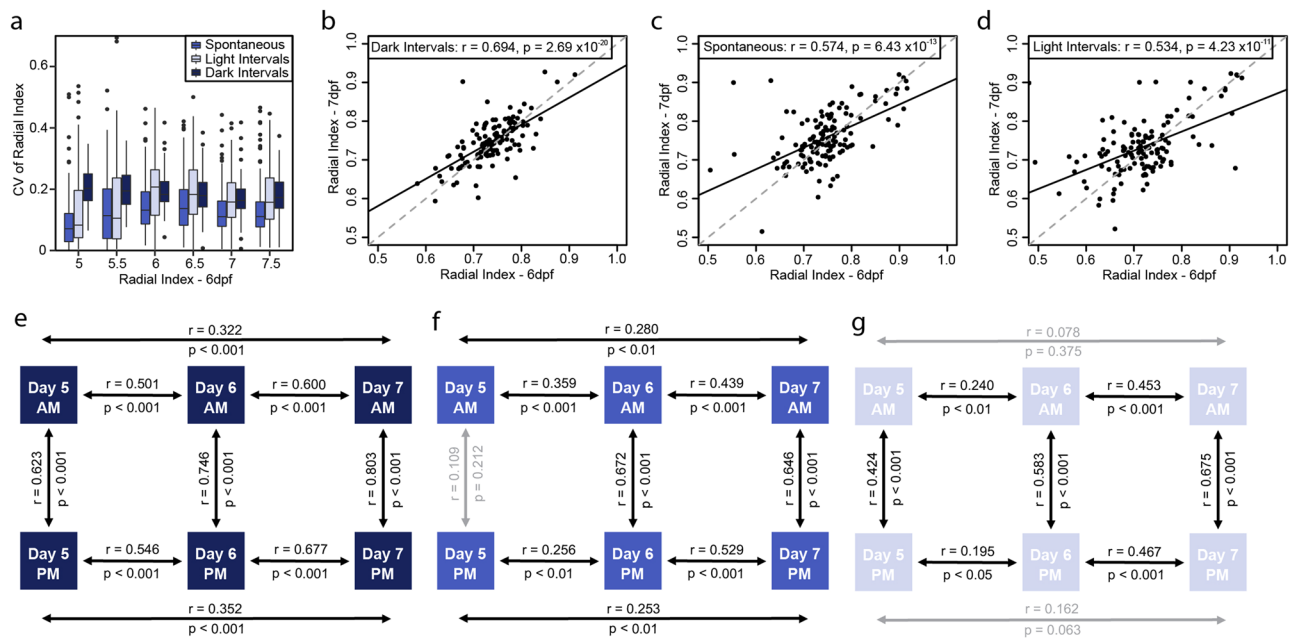 a
CV of Radial Index
0.6
0.4
0.2
0
Spontaneous
Light Intervals
Dark Intervals
5
5.5
6
6.5
7
7.5
Radial Index - 6dpf
b
Radial Index - 7dpf
1.0
0.9
0.8
0.7
0.6
0.5
Dark Intervals: r = 0.694, p = 2.69 x10⁻²⁰
0.5
0.6
0.7
0.8
0.9
1.0
Radial Index - 6dpf
c
Radial Index - 7dpf
1.0
0.9
0.8
0.7
0.6
0.5
Spontaneous: r = 0.574, p = 6.43 x10⁻¹³
0.5
0.6
0.7
0.8
0.9
1.0
Radial Index - 6dpf
d
Radial Index - 7dpf
1.0
0.9
0.8
0.7
0.6
0.5
Light Intervals: r = 0.534, p = 4.23 x10⁻¹¹
0.5
0.6
0.7
0.8
0.9
1.0
Radial Index - 6dpf
e
r = 0.322
p < 0.001
Day 5
AM
r = 0.501
p < 0.001
Day 6
AM
r = 0.600
p < 0.001
Day 7
AM
r = 0.623
p < 0.001
r = 0.746
p < 0.001
r = 0.803
p < 0.001
Day 5
PM
r = 0.546
p < 0.001
Day 6
PM
r = 0.677
p < 0.001
Day 7
PM
r = 0.352
p < 0.001
f
r = 0.280
p < 0.01
Day 5
AM
r = 0.359
p < 0.001
Day 6
AM
r = 0.439
p < 0.001
Day 7
AM
r = 0.109
p = 0.212
r = 0.672
p < 0.001
r = 0.646
p < 0.001
Day 5
PM
r = 0.256
p < 0.01
Day 6
PM
r = 0.529
p < 0.001
Day 7
PM
r = 0.253
p < 0.01
g
r = 0.078
p = 0.375
Day 5
AM
r = 0.240
p < 0.01
Day 6
AM
r = 0.453
p < 0.001
Day 7
AM
r = 0.424
p < 0.001
r = 0.583
p < 0.001
r = 0.675
p < 0.001
Day 5
PM
r = 0.195
p < 0.05
Day 6
PM
r = 0.467
p < 0.001
Day 7
PM
r = 0.162
p = 0.063